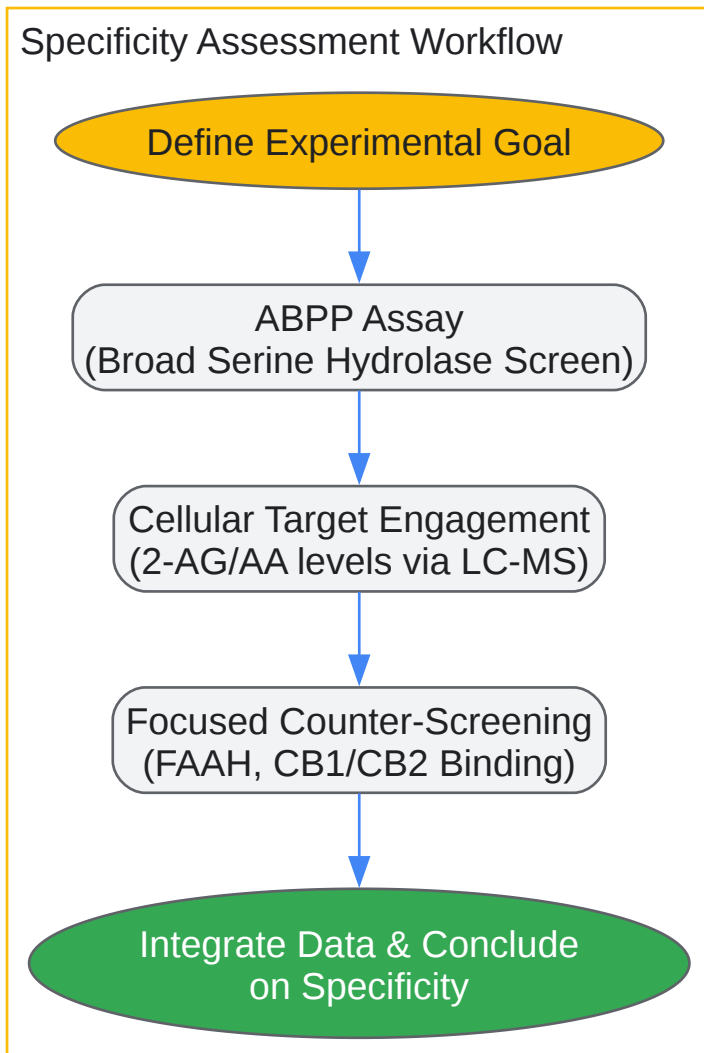 Specificity Assessment Workflow
Define Experimental Goal
ABPP Assay
(Broad Serine Hydrolase Screen)
Cellular Target Engagement
(2-AG/AA levels via LC-MS)
Focused Counter-Screening
(FAAH, CB1/CB2 Binding)
Integrate Data & Conclude
on Specificity